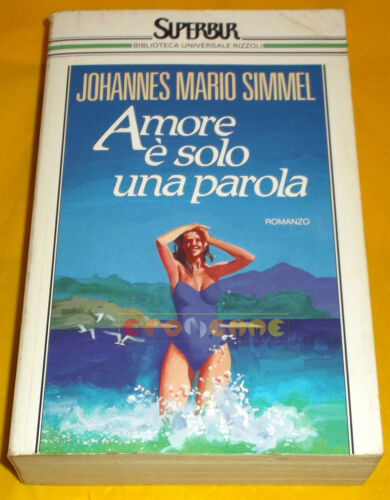 SUPERBUR
BIBLIOTECA UNIVERSALE RIZZOLI
JOHANNES MARIO SIMMEL
Amore
è solo
una parola
ROMANZO